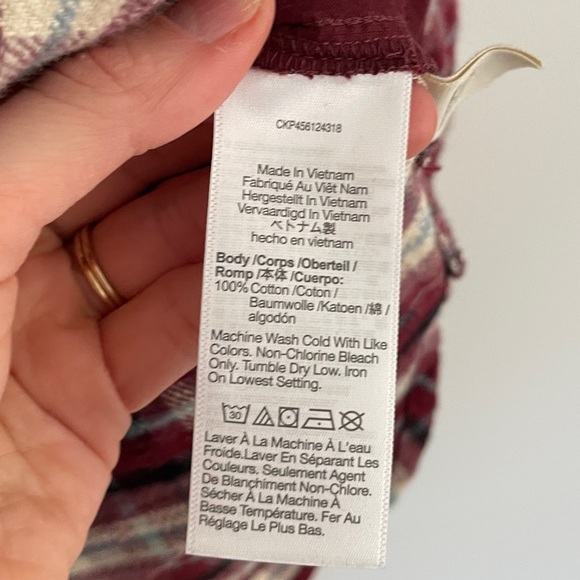 CKP456124318
Made In Vietnam
Fabriqué Au Viêt Nam
Hergestellt In Vietnam
Vervaardigd In Vietnam
ベトナム製
hecho en vietnam
Body /Corps /Oberteil /
Romp /本体 /Cuerpo:
100% Cotton /Coton /
Baumwolle /Katoen /綿 /
algodón
Machine Wash Cold With Like
Colors. Non-Chlorine Bleach
Only. Tumble Dry Low. Iron
On Lowest Setting.
30
Laver À La Machine À L'eau
Froide.Laver En Séparant Les
Couleurs. Seulement Agent
De Blanchiment Non-Chlore.
Sécher À La Machine À
Basse Température. Fer Au
Réglage Le Plus Bas.